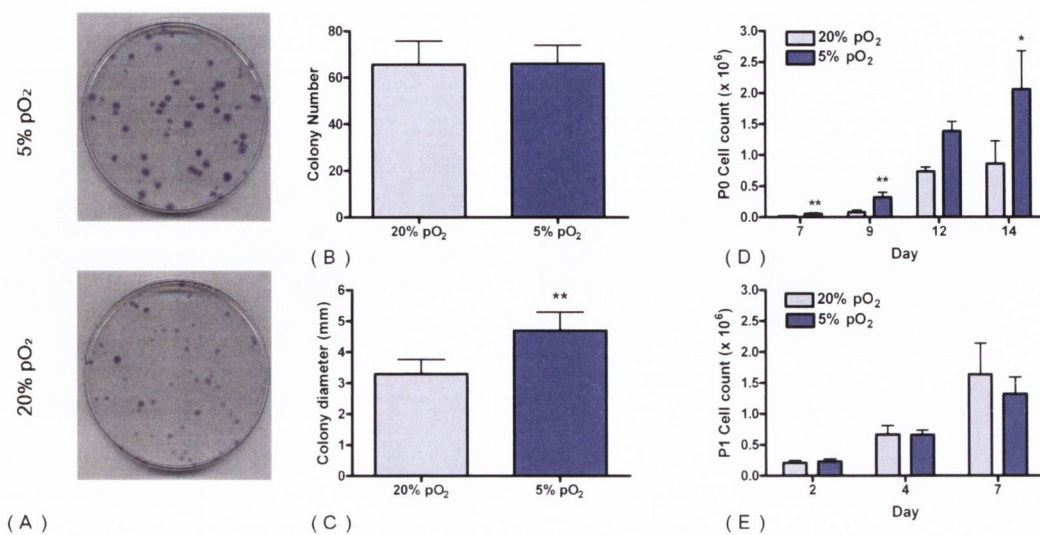 5% pO₂
20% pO₂
(A)
80
60
40
20
0
Colony Number
20% pO₂
5% pO₂
(B)
6
5
4
3
2
1
0
Colony diameter (mm)
**
20% pO₂
5% pO₂
(C)
20% pO₂
5% pO₂
3.0
2.5
2.0
1.5
1.0
0.5
0.0
P0 Cell count (x 10⁶)
**
**
*
7
9
12
14
Day
(D)
20% pO₂
5% pO₂
3.0
2.5
2.0
1.5
1.0
0.5
0.0
P1 Cell count (x 10⁶)
2
4
7
Day
(E)